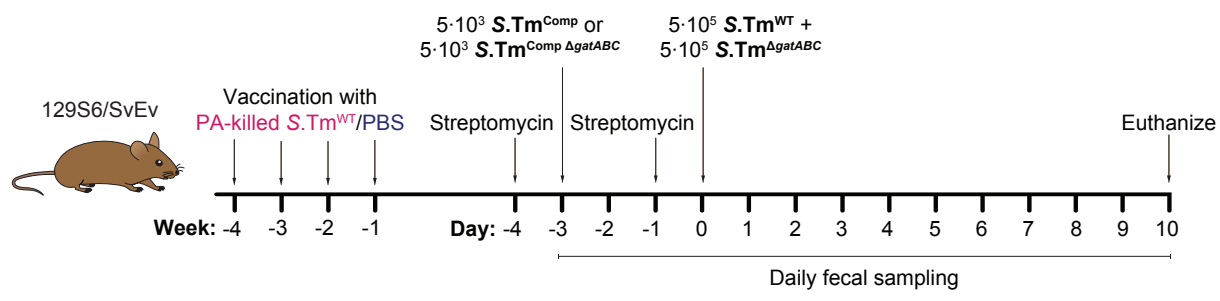 5·10³ S.Tmᶜᵒᵐᵖ or
5·10³ S.Tmᶜᵒᵐᵖ ΔgatABC
5·10⁵ S.Tmᵂᵀ +
5·10⁵ S.TmΔgatABC
129S6/SvEv
Vaccination with
PA-killed S.Tmᵂᵀ/PBS
Streptomycin
Streptomycin
Euthanize
Week: -4 -3 -2 -1
Day: -4 -3 -2 -1 0 1 2 3 4 5 6 7 8 9 10
Daily fecal sampling